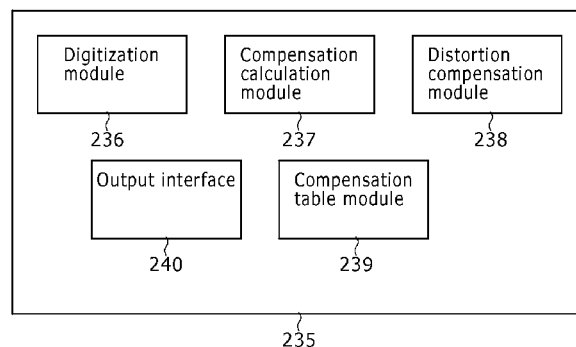 Digitization
module
236
Compensation
calculation
module
237
Distortion
compensation
module
238
Output interface
240
Compensation
table module
239
235